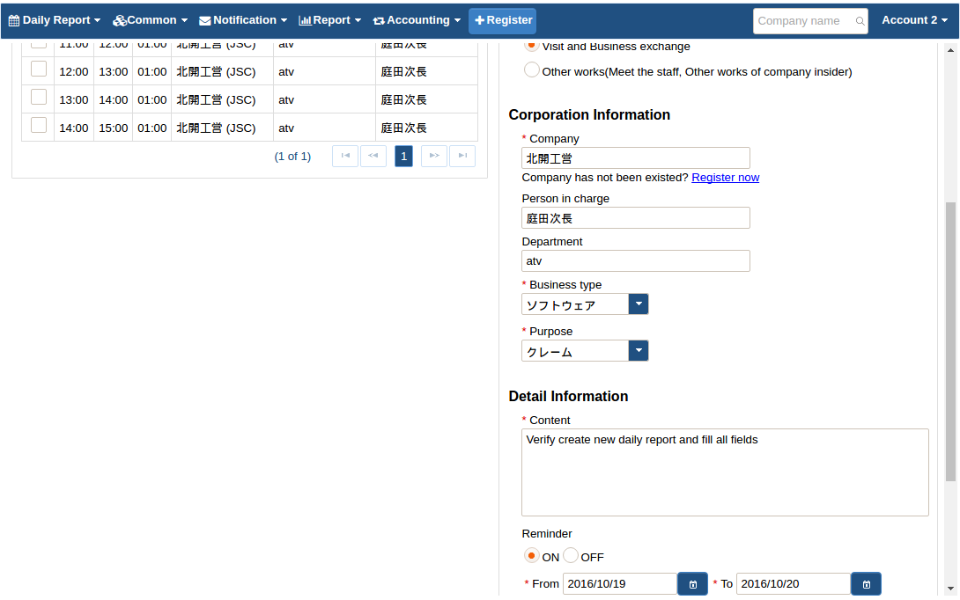 Daily Report Common Notification Report Accounting Register Company name Account 2
11:00 12:00 01:00 北開工営 (JSC) atv 庭田次長
12:00 13:00 01:00 北開工営 (JSC) atv 庭田次長
13:00 14:00 01:00 北開工営 (JSC) atv 庭田次長
14:00 15:00 01:00 北開工営 (JSC) atv 庭田次長
(1 of 1) 1
Visit and Business exchange
Other works(Meet the staff, Other works of company insider)
Corporation Information
* Company
北開工営
Company has not been existed? Register now
Person in charge
庭田次長
Department
atv
* Business type
ソフトウェア
* Purpose
クレーム
Detail Information
* Content
Verify create new daily report and fill all fields
Reminder
ON OFF
* From 2016/10/19 * To 2016/10/20